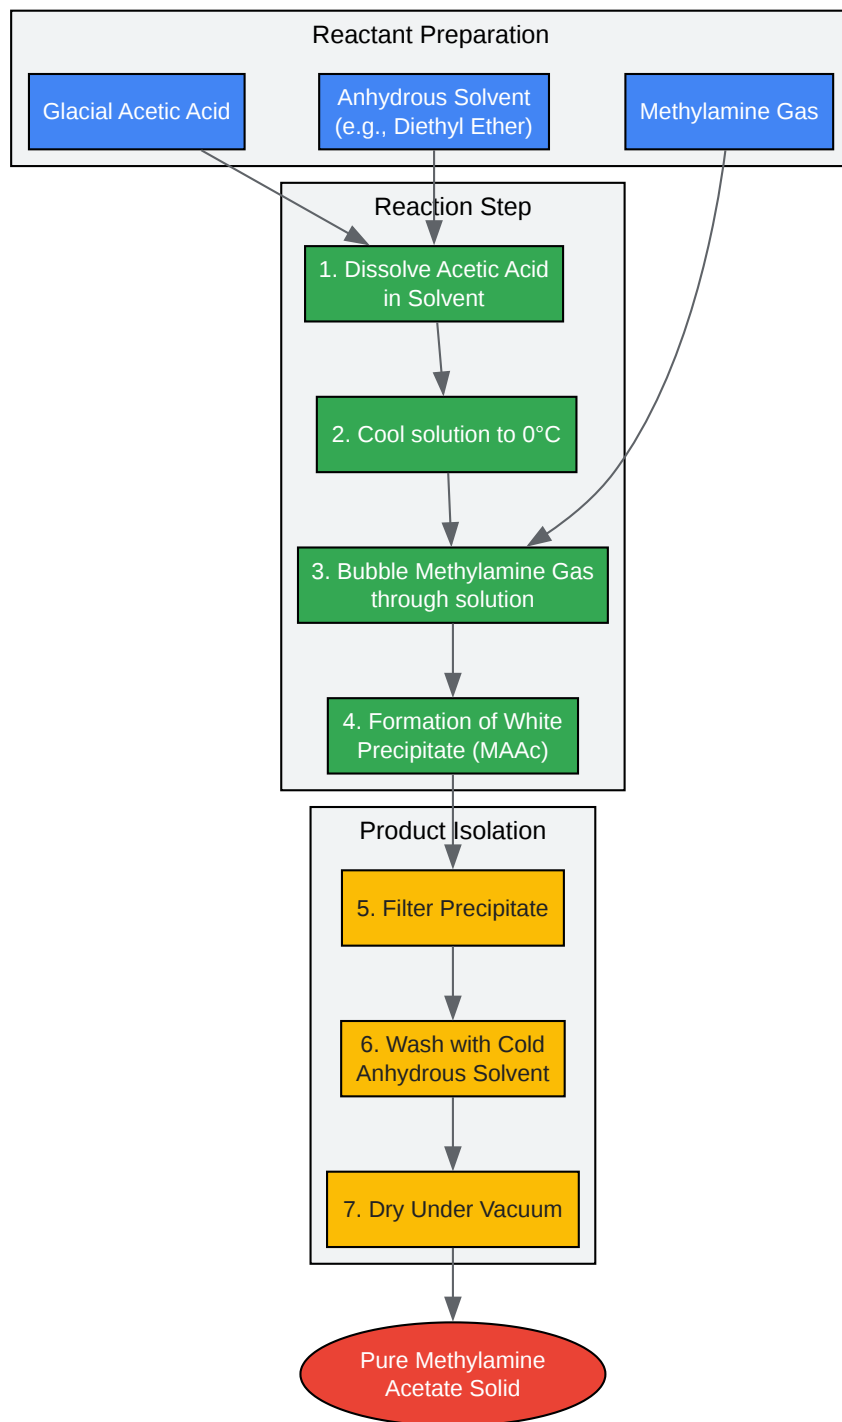 Reactant Preparation
Glacial Acetic Acid
Anhydrous Solvent
(e.g., Diethyl Ether)
Methylamine Gas
Reaction Step
1. Dissolve Acetic Acid
in Solvent
2. Cool solution to 0°C
3. Bubble Methylamine Gas
through solution
4. Formation of White
Precipitate (MAAc)
Product Isolation
5. Filter Precipitate
6. Wash with Cold
Anhydrous Solvent
7. Dry Under Vacuum
Pure Methylamine
Acetate Solid